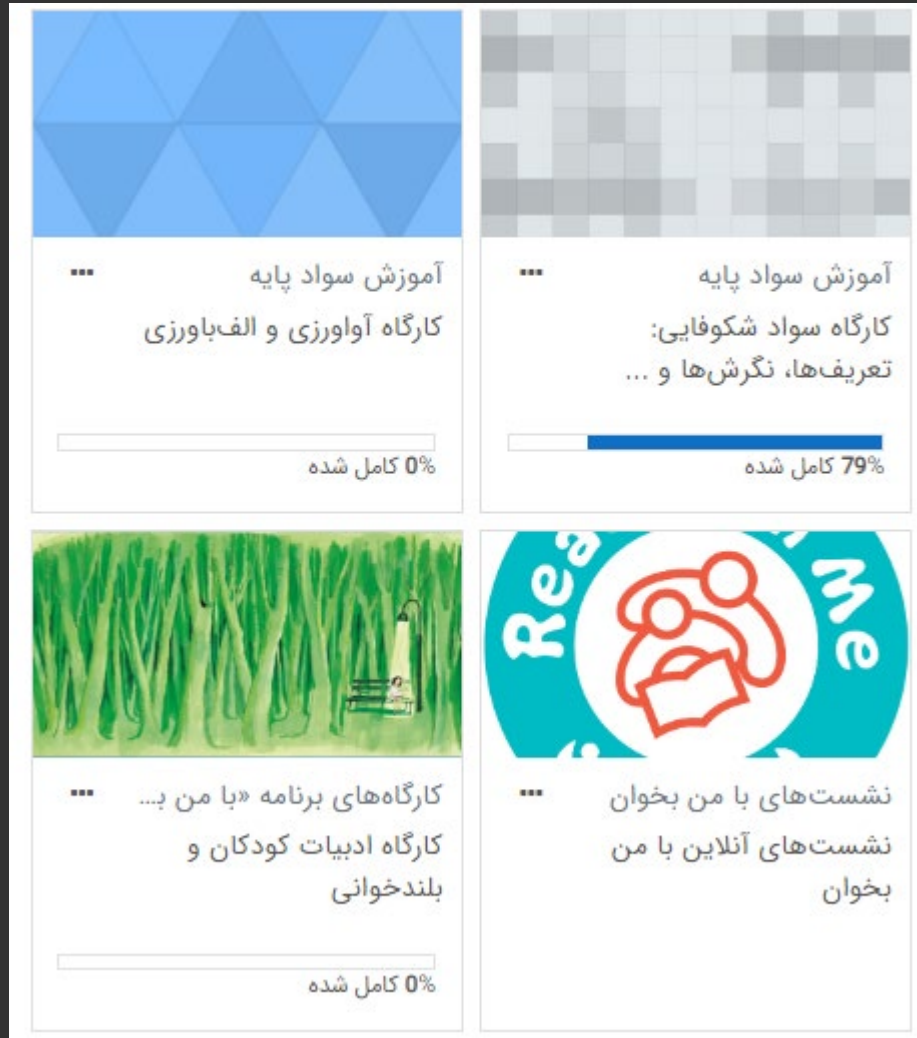 آموزش سواد پایه
کارگاه سواد شکوفایی:
تعریف‌ها، نگرش‌ها و ...
79% کامل شده
آموزش سواد پایه
کارگاه آواورزی و الف‌باورزی
0% کامل شده
Me
نشست‌های با من بخوان
نشست‌های آنلاین با من
بخوان
کارگاه‌های برنامه «با من ب...
کارگاه ادبیات کودکان و
بلندخوانی
0% کامل شده